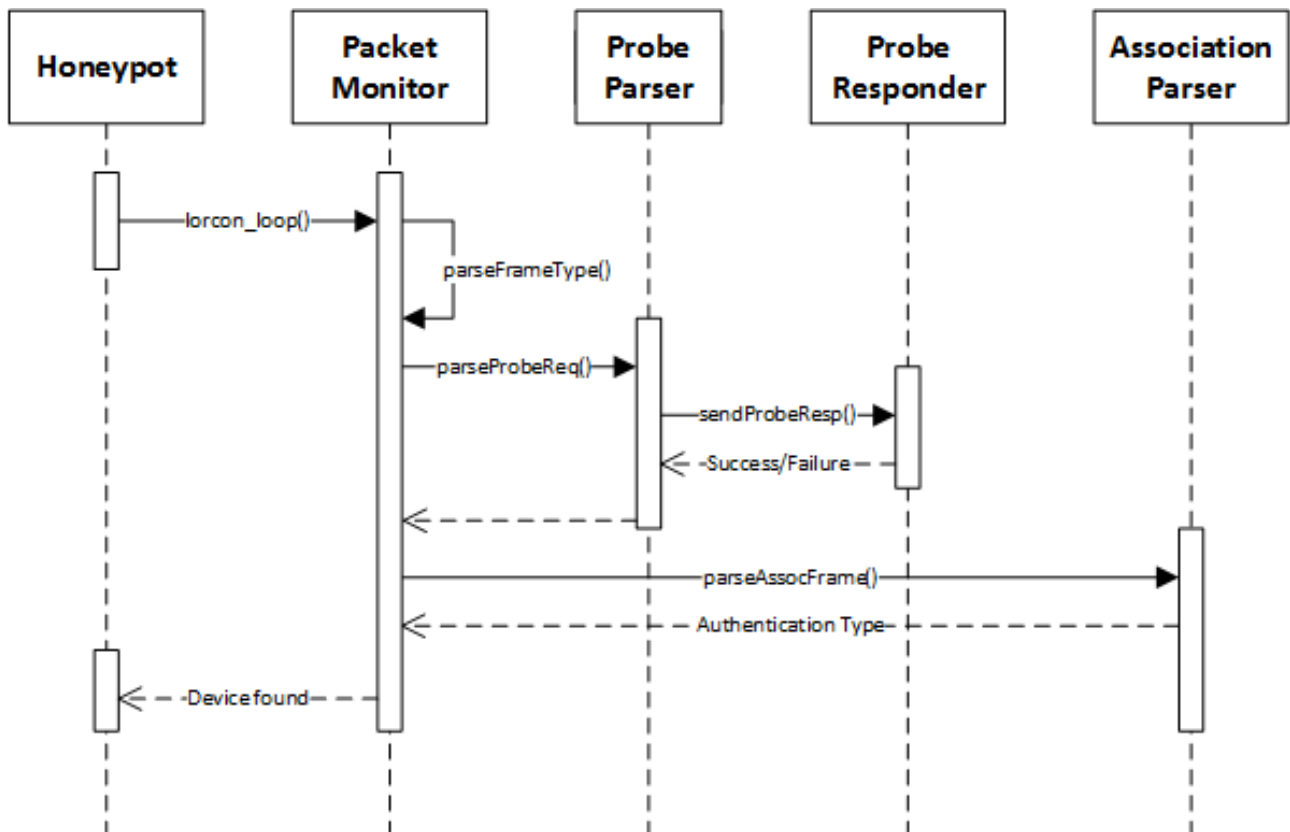 Honeypot
Packet
Monitor
Probe
Parser
Probe
Responder
Association
Parser
lorcon_loop()
parseFrameType()
parseProbeReq()
sendProbeResp()
Success/Failure
parseAssocFrame()
Authentication Type
Device found